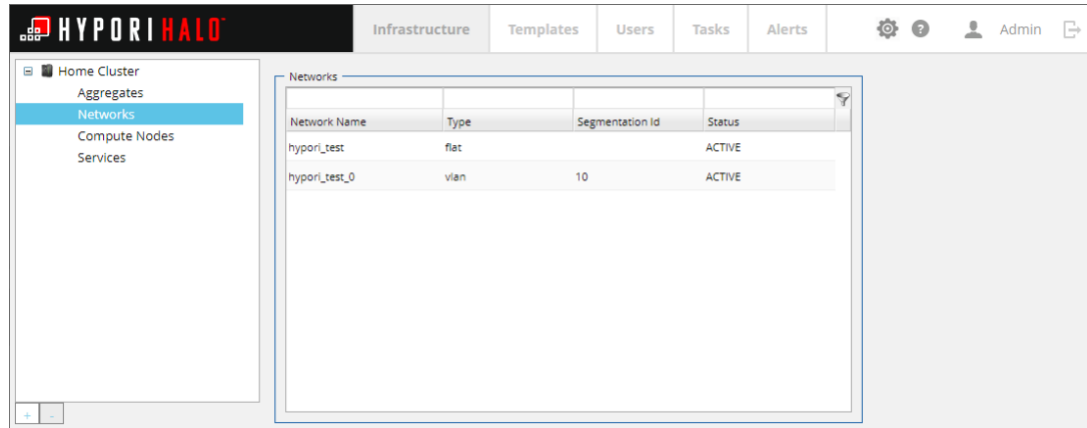 HYPORI HALO
Infrastructure Templates Users Tasks Alerts ? Admin
Home Cluster
Aggregates
Networks
Compute Nodes
Services
+ -
Networks
Network Name Type Segmentation Id Status
hypori_test flat ACTIVE
hypori_test_0 vlan 10 ACTIVE